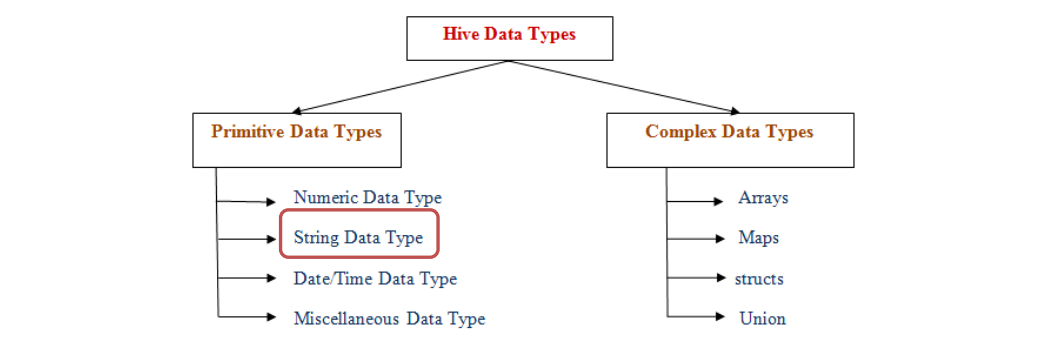 Hive Data Types
Primitive Data Types
Complex Data Types
Numeric Data Type
String Data Type
Date/Time Data Type
Miscellaneous Data Type
Arrays
Maps
structs
Union